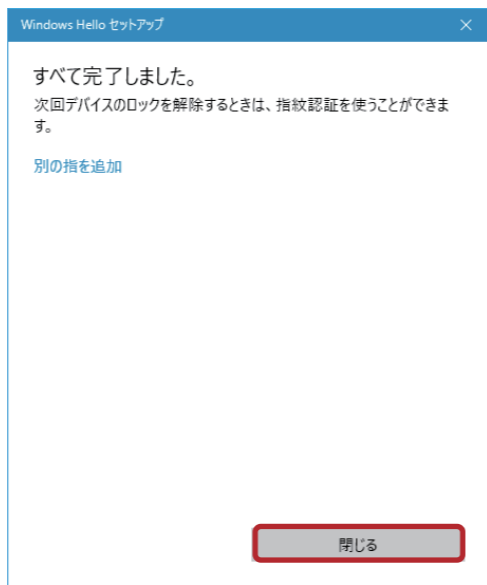 Windows Hello セットアップ
すべて完了しました。
次回デバイスのロックを解除するときは、指紋認証を使うことができま
す。
別の指を追加
閉じる